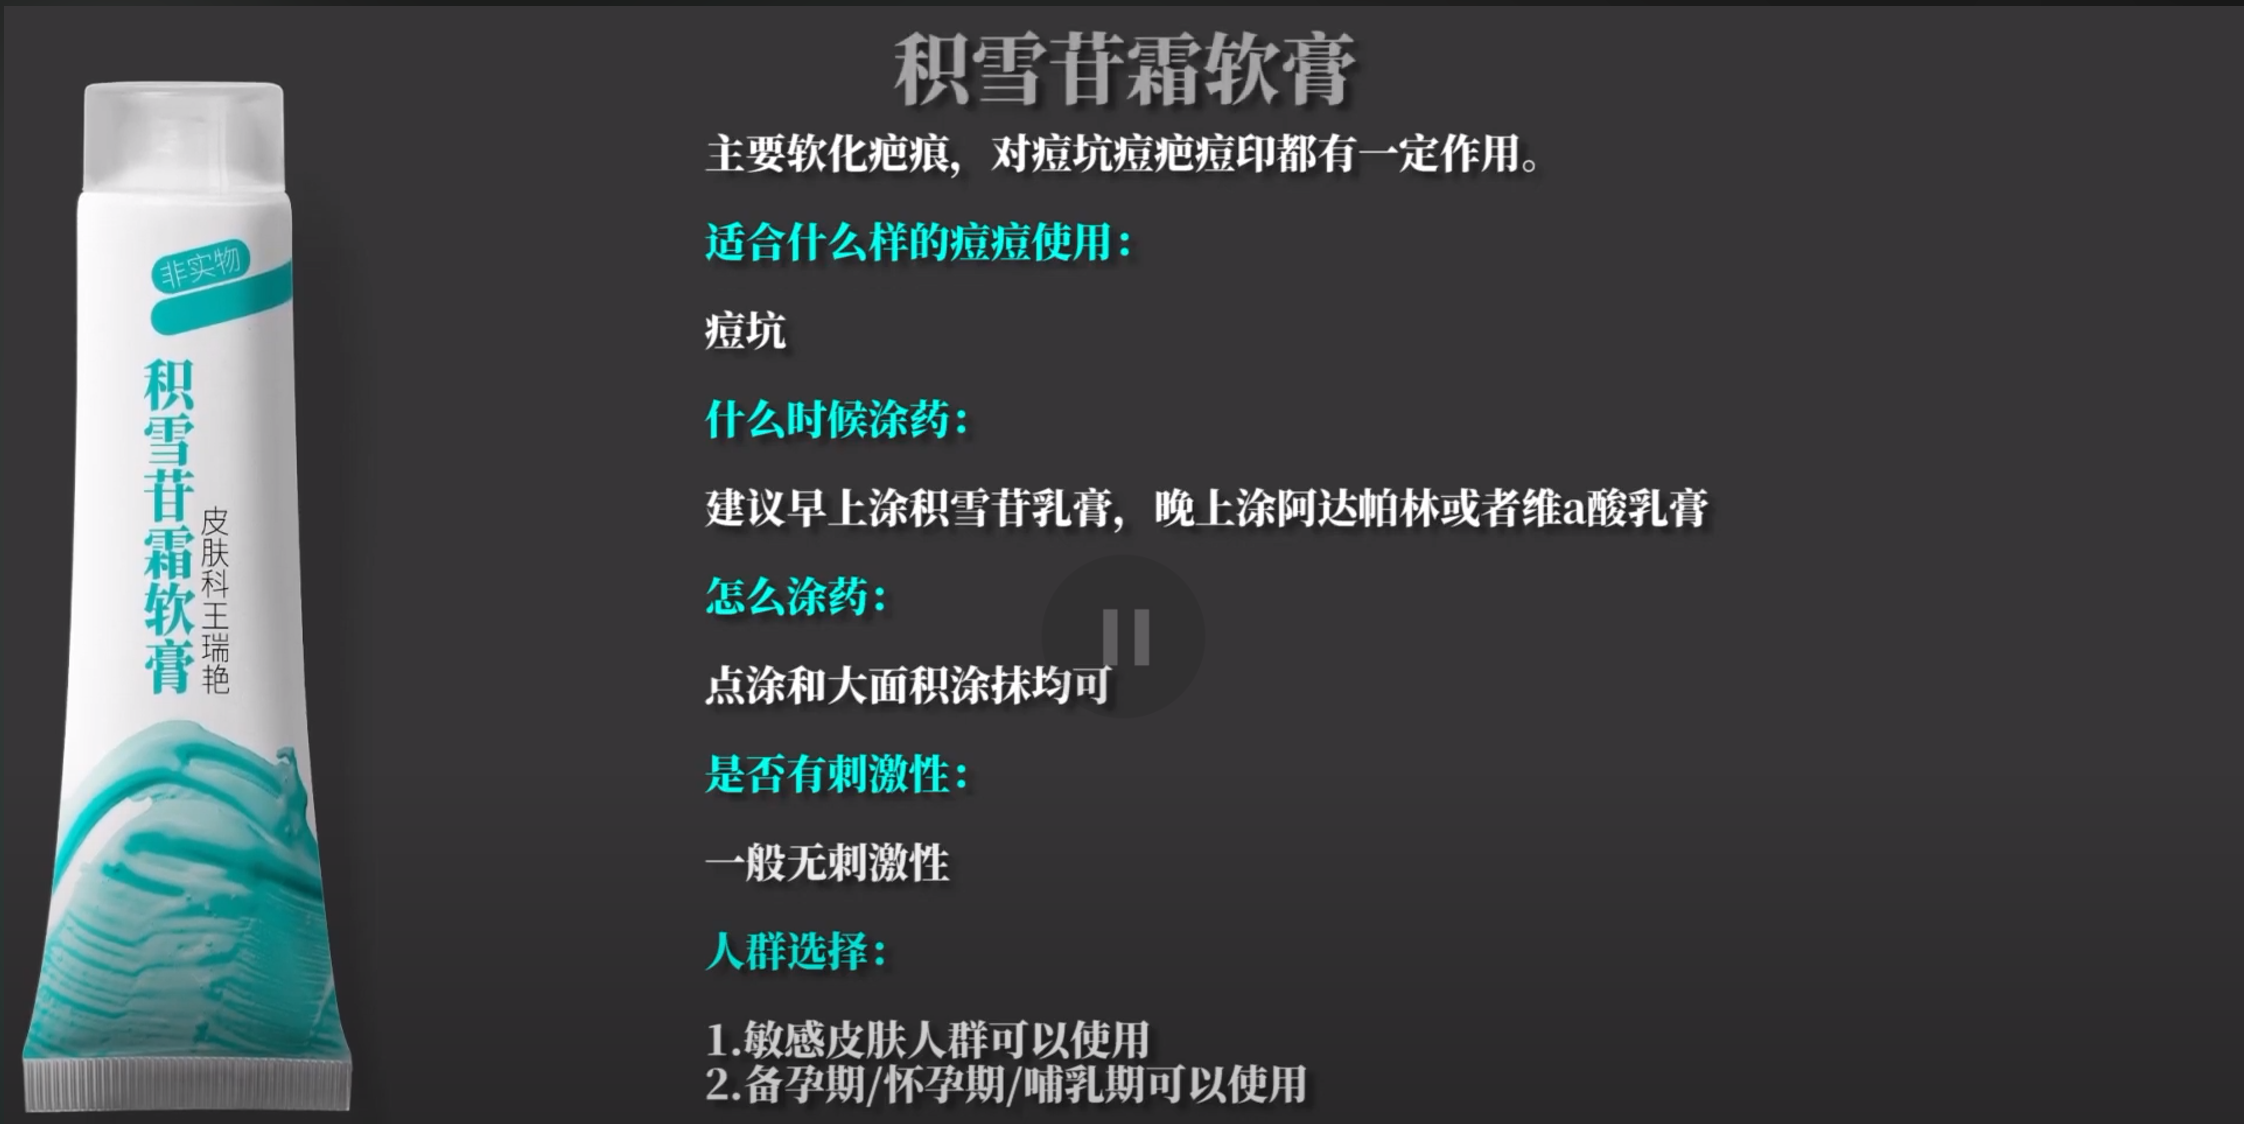 积雪苷霜软膏
主要软化疤痕，对痘坑痘疤痘印都有一定作用。
适合什么样的痘痘使用：
痘坑
什么时候涂药：
建议早上涂积雪苷乳膏，晚上涂阿达帕林或者维a酸乳膏
怎么涂药：
点涂和大面积涂抹均可
是否有刺激性：
一般无刺激性
人群选择：
1.敏感皮肤人群可以使用
2.备孕期/怀孕期/哺乳期可以使用
非实物
积雪苷霜软膏
皮肤科王瑞艳